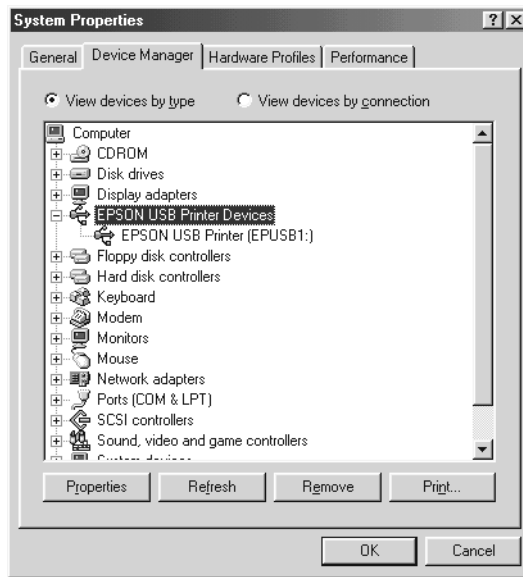 System Properties
General Device Manager Hardware Profiles Performance
View devices by type View devices by connection
Computer
CDROM
Disk drives
Display adapters
EPSON USB Printer Devices
EPSON USB Printer (EPUSB1:)
Floppy disk controllers
Hard disk controllers
Keyboard
Modem
Monitors
Mouse
Network adapters
Ports (COM & LPT)
SCSI controllers
Sound, video and game controllers
System devices
Properties Refresh Remove Print...
OK Cancel